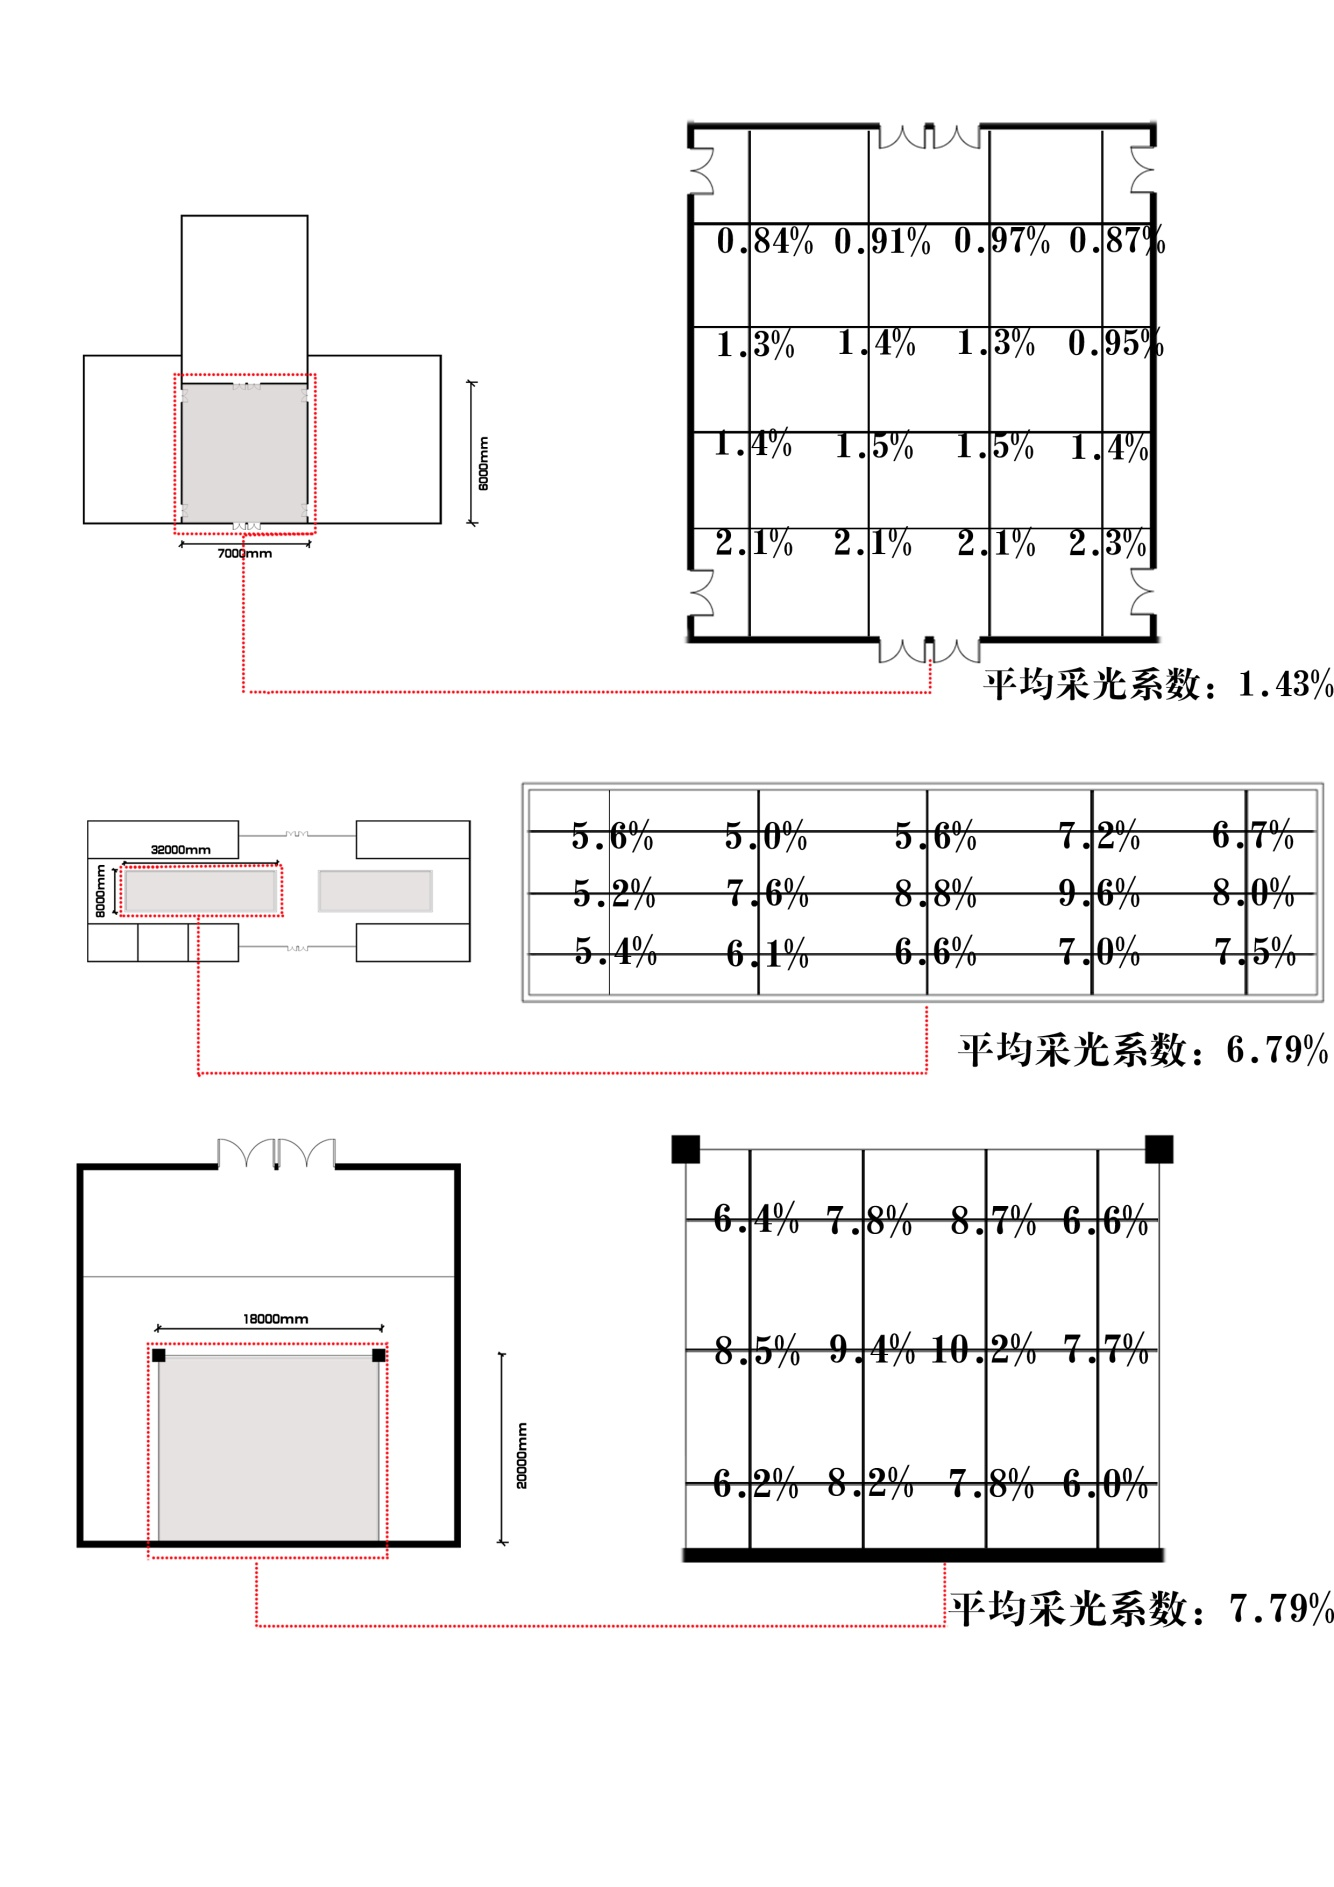 0.84% 0.91% 0.97% 0.87%
1.3% 1.4% 1.3% 0.95%
1.4% 1.5% 1.5% 1.4%
2.1% 2.1% 2.1% 2.3%
6000mm
7000mm
平均采光系数：1.43%
32000mm
8000mm
5.6% 5.0% 5.6% 7.2% 6.7%
5.2% 7.6% 8.8% 9.6% 8.0%
5.4% 6.1% 6.6% 7.0% 7.5%
平均采光系数：6.79%
18000mm
20000mm
6.4% 7.8% 8.7% 6.6%
8.5% 9.4% 10.2% 7.7%
6.2% 8.2% 7.8% 6.0%
平均采光系数：7.79%